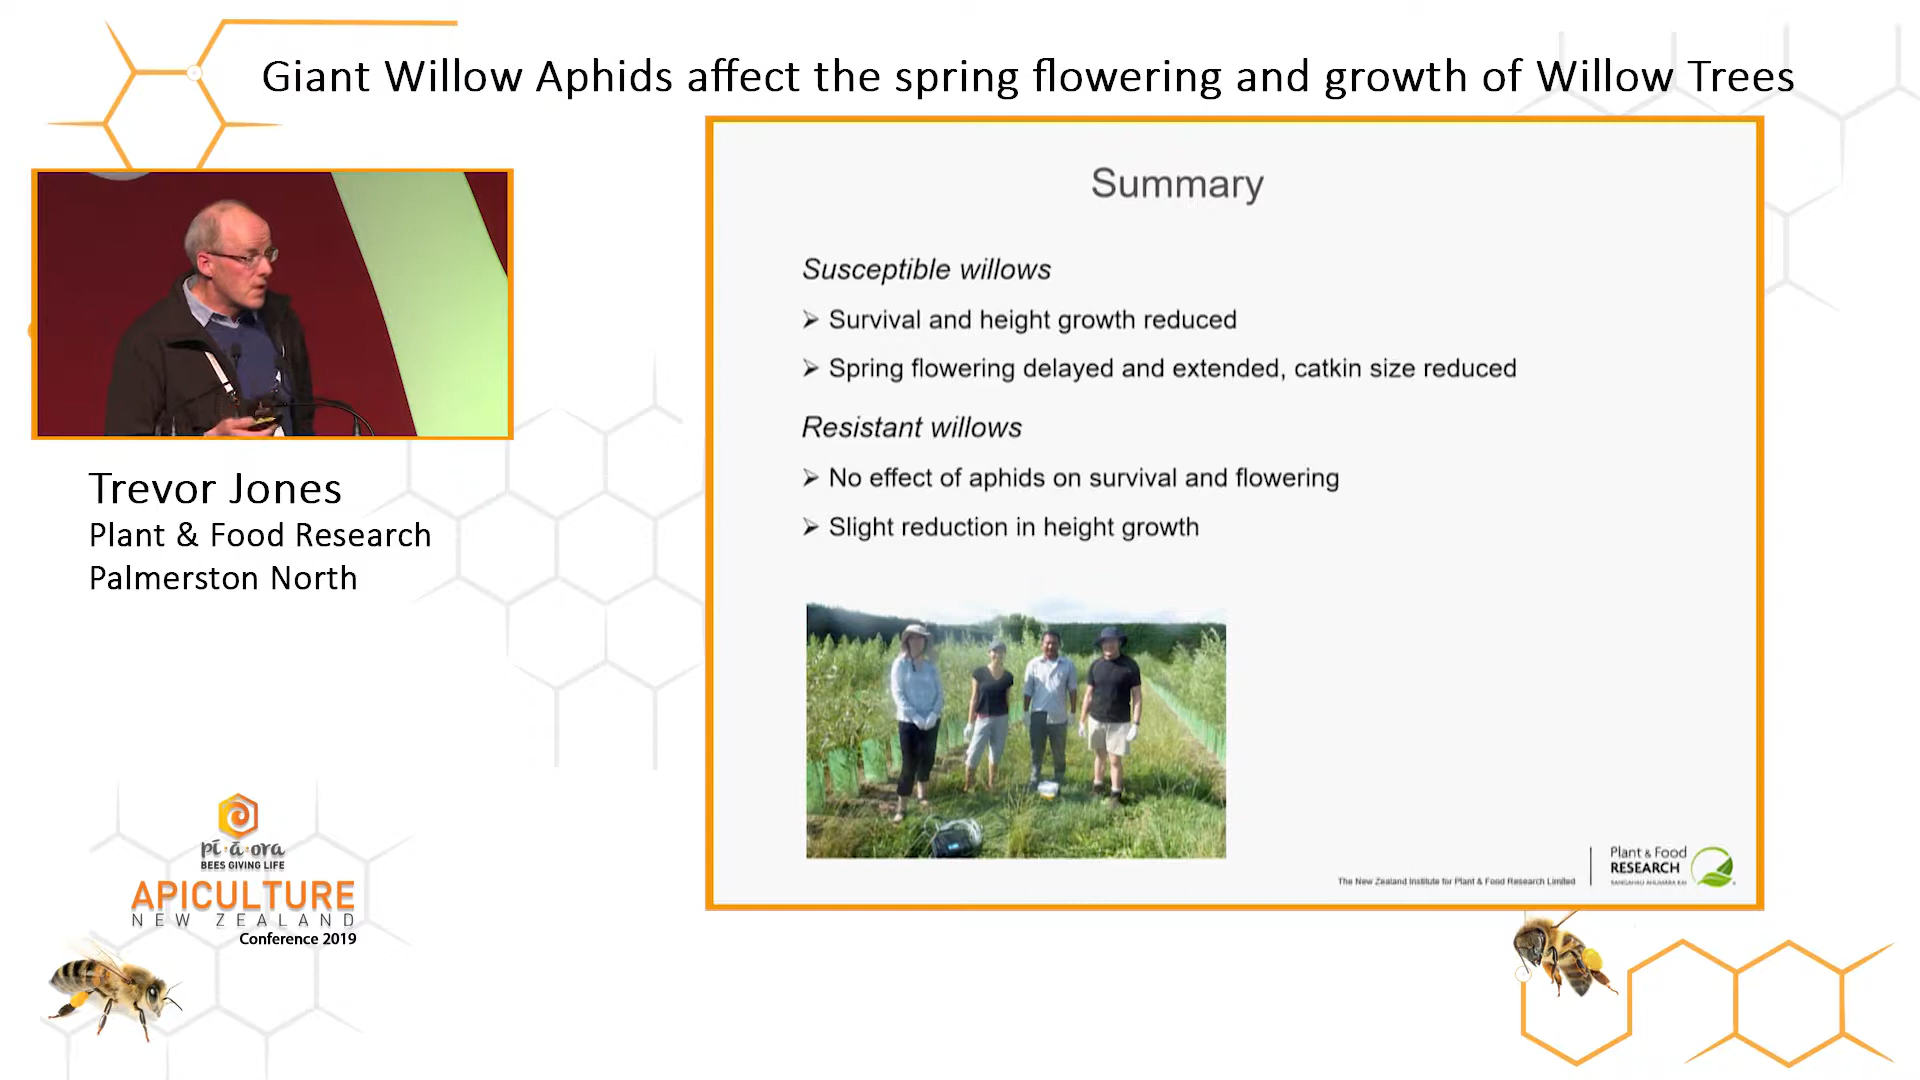 Giant Willow Aphids affect the spring flowering and growth of Willow Trees
Summary
Susceptible willows
➢ Survival and height growth reduced
➢ Spring flowering delayed and extended, catkin size reduced
Resistant willows
➢ No effect of aphids on survival and flowering
➢ Slight reduction in height growth
The New Zealand Institute for Plant & Food Research Limited
Plant & Food
RESEARCH
RANGAHAU AHUMĀRA KAI
Trevor Jones
Plant & Food Research
Palmerston North
pī·ā·ora
BEES GIVING LIFE
APICULTURE
NEW ZEALAND
Conference 2019